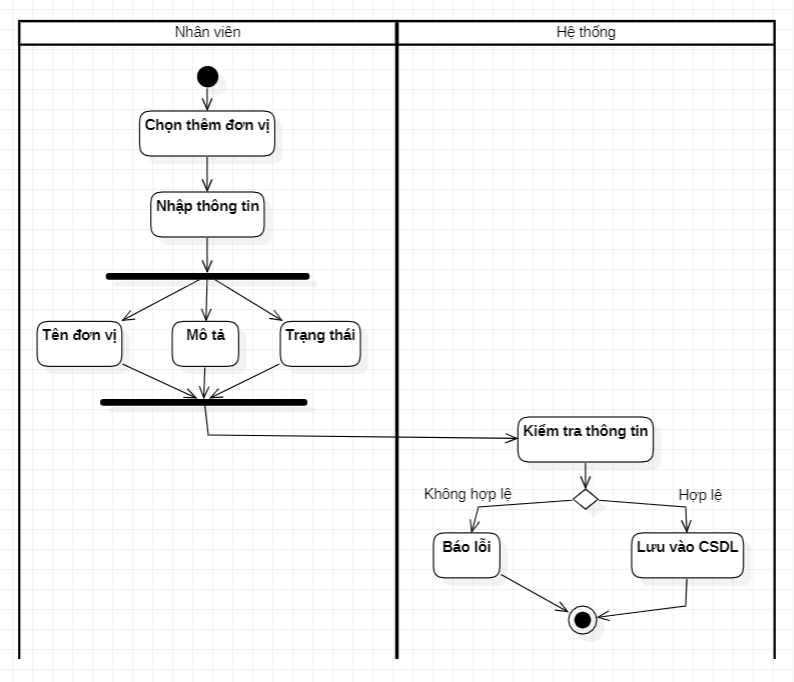 Nhân viên
Hệ thống
Chọn thêm đơn vị
Nhập thông tin
Tên đơn vị
Mô tả
Trạng thái
Kiểm tra thông tin
Không hợp lệ
Hợp lệ
Báo lỗi
Lưu vào CSDL